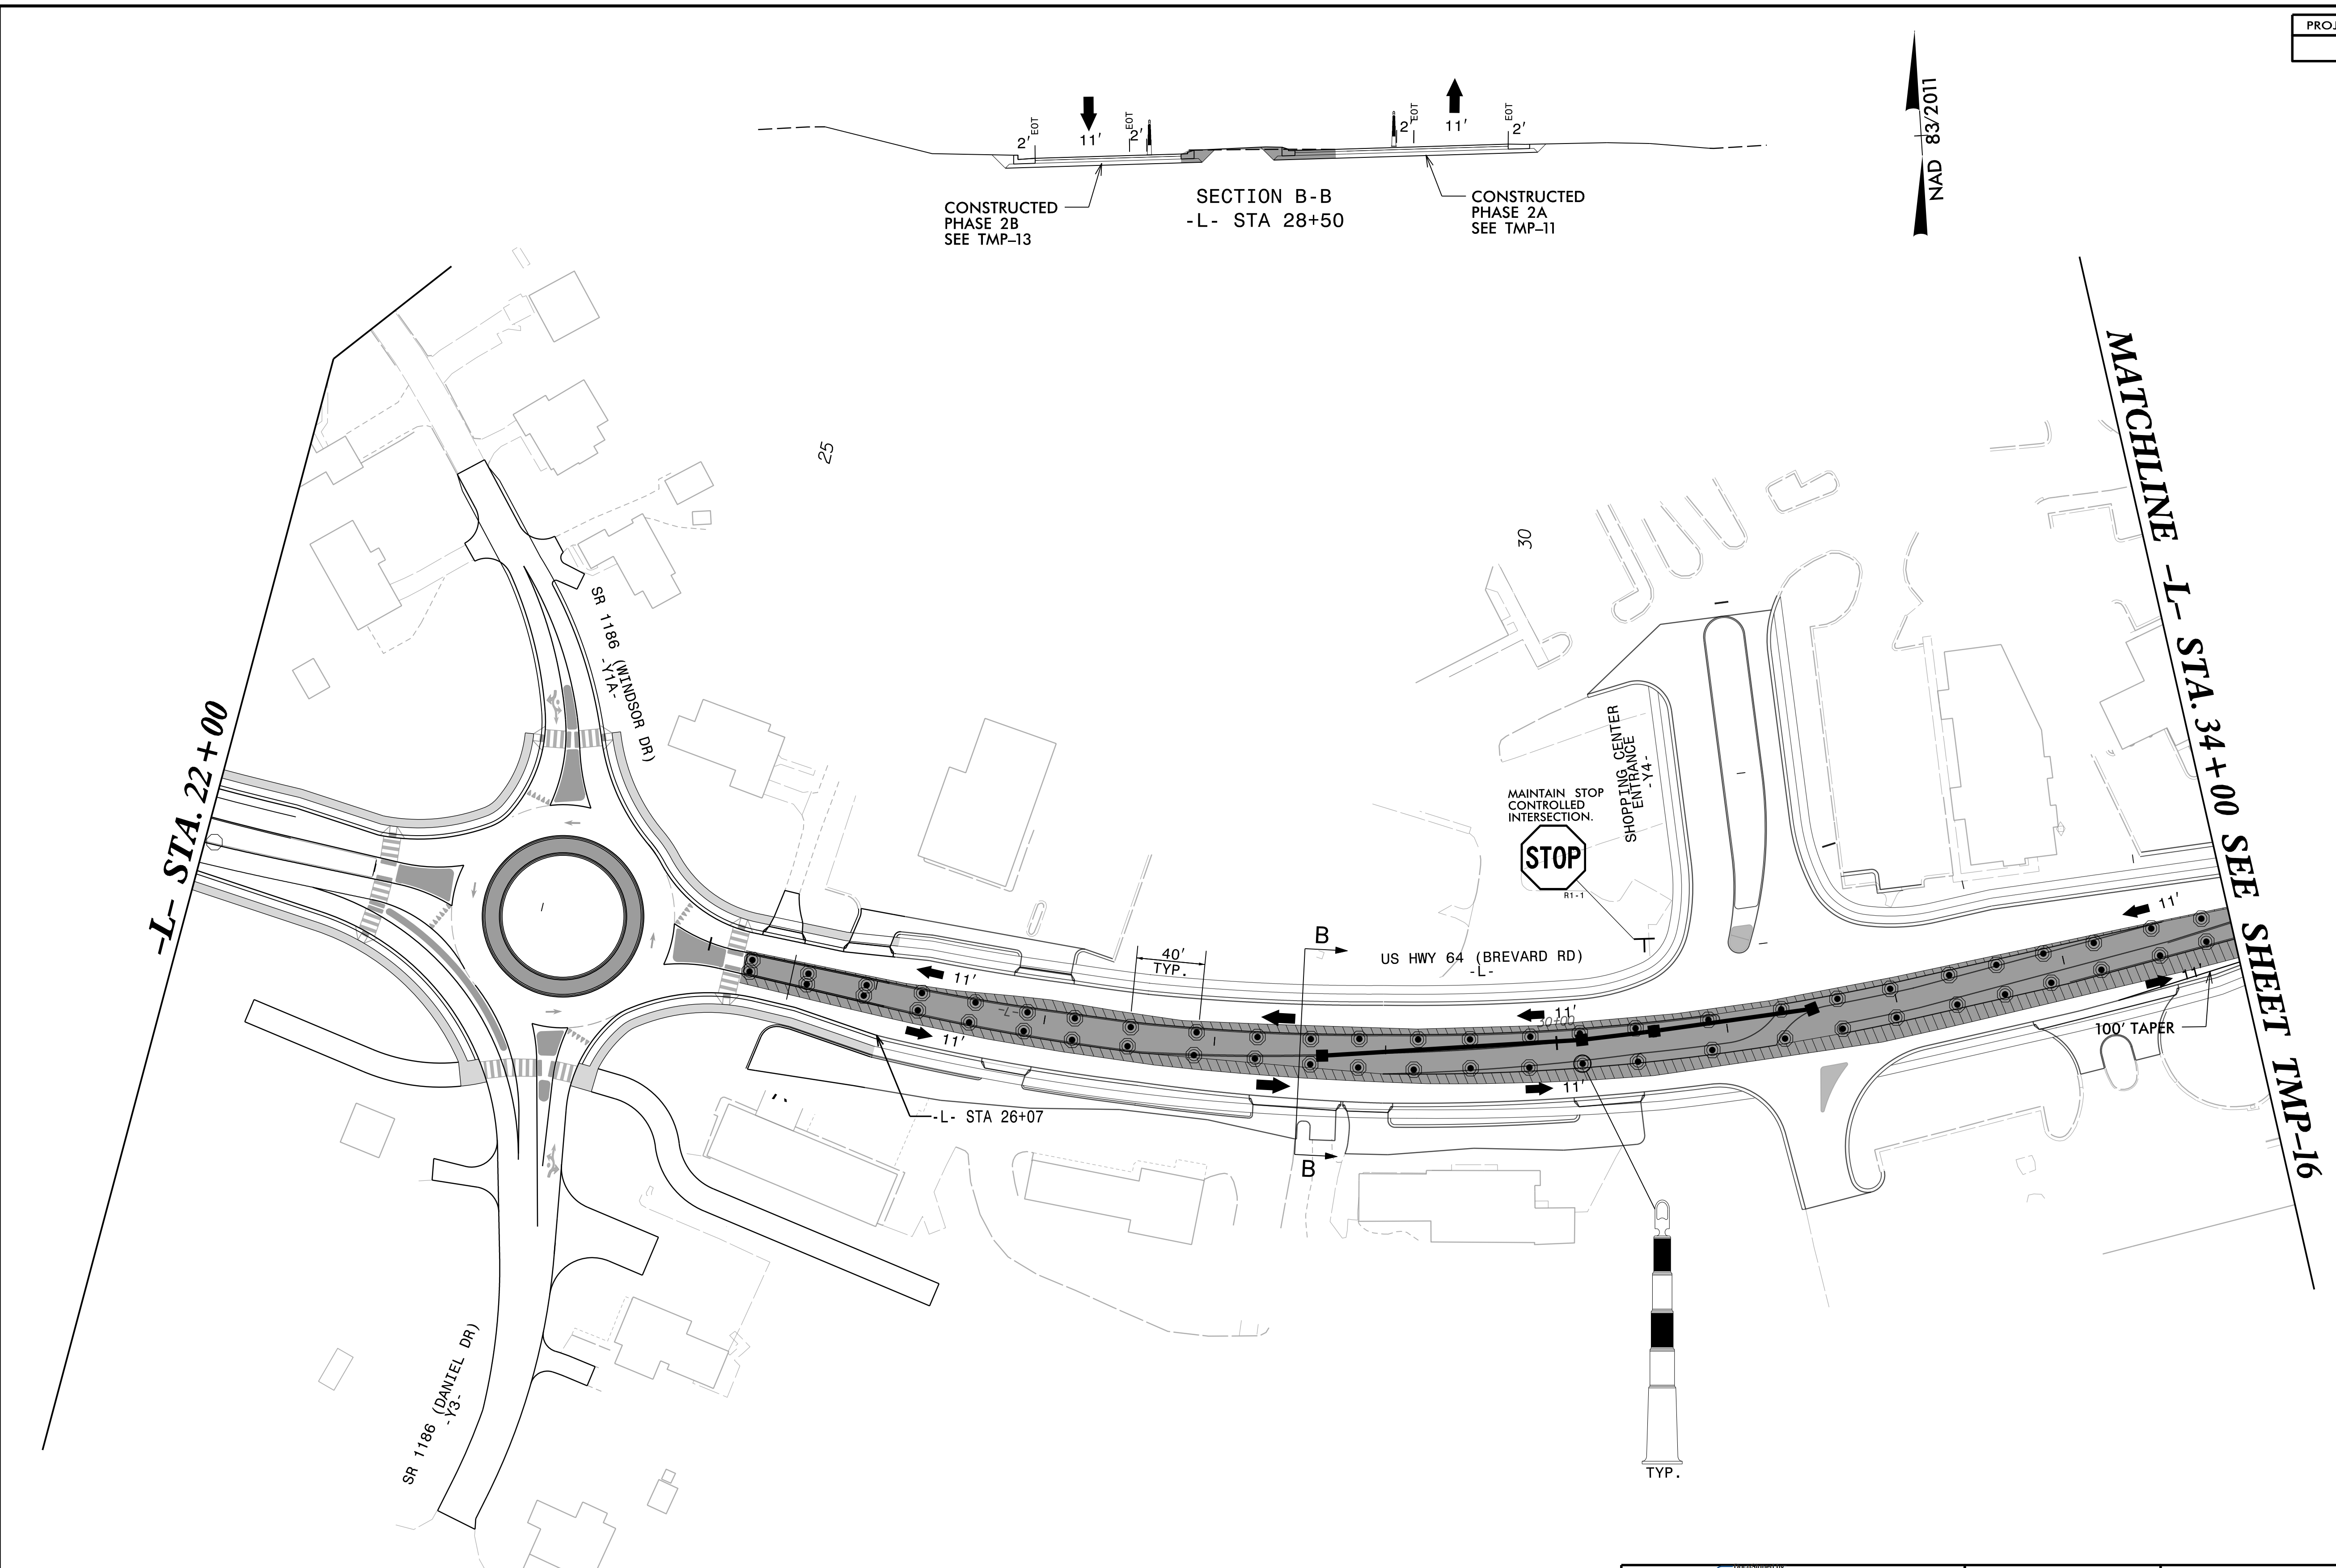 PROJ
NAD 83/2011
2' EOT 11' EOT 2'
2' EOT 11' EOT 2'
CONSTRUCTED
PHASE 2B
SEE TMP-13
SECTION B-B
-L- STA 28+50
CONSTRUCTED
PHASE 2A
SEE TMP-11
25
30
MATCHLINE -L- STA. 34+00 SEE SHEET TMP-16
-L- STA. 22+00
SR 1186 (WINDSOR DR)
-Y1A-
SHOPPING CENTER
ENTRANCE
-Y4-
MAINTAIN STOP
CONTROLLED
INTERSECTION.
STOP
R1-1
B
US HWY 64 (BREVARD RD)
-L-
40'
TYP.
11'
11'
11'
30+00
-L-
11'
11'
11'
100' TAPER
-L- STA 26+07
B
SR 1186 (DANIEL DR)
-Y3-
TYP.